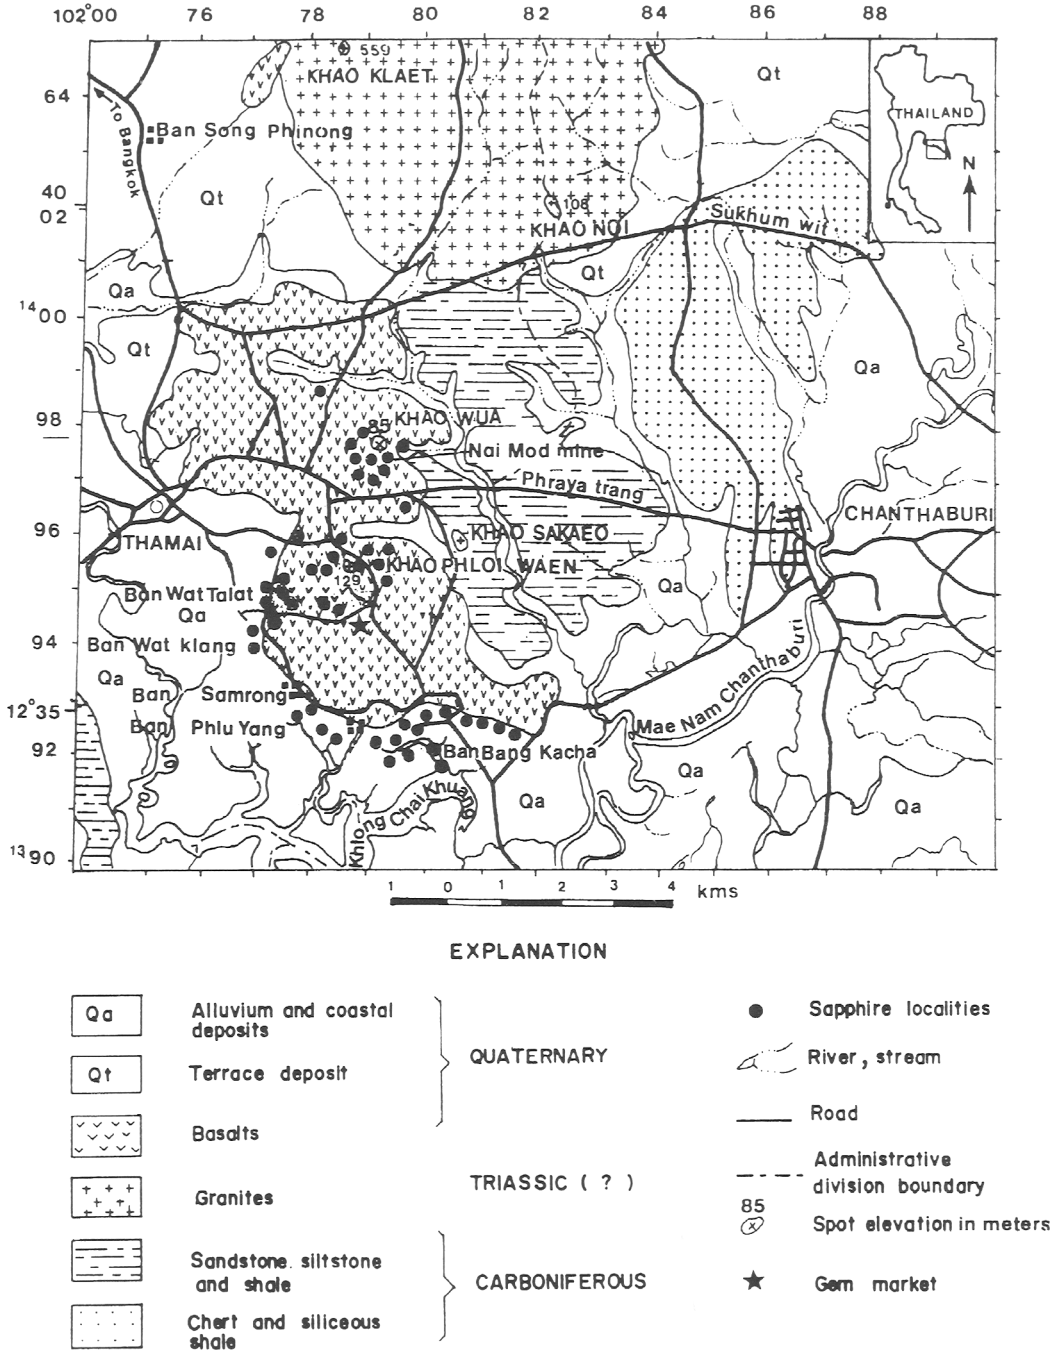 102°00 76 78 80 82 84 86 88
559
KHAO KLAET
Qt
64
To Bangkok
Ban Song Phinong
THAILAND
N
40
02
Qt
108
KHAO NOI
Sukhum wit
Qt
Qa
14 00
Qt
Qa
98
85
KHAO WUA
Nai Mod mine
Phraya trang
96
THAMAI
KHAO SAKAEO
CHANTHABURI
KHAO PHLOI WAEN
129
Ban Wat Talat
Qa
Qa
94
Ban Wat klang
Qa
Ban Samrong
12°35
Ban Phlu Yang
Mae Nam Chanthaburi
92
Ban Bang Kacha
Qa
Qa
Qa
Khlong Chai Khuang
13 90
1 0 1 2 3 4 kms
EXPLANATION
Qa
Alluvium and coastal
deposits
Qt
Terrace deposit
QUATERNARY
Basalts
Granites
TRIASSIC ( ? )
Sandstone. siltstone
and shale
CARBONIFEROUS
Chert and siliceous
shale
Sapphire localities
River, stream
Road
Administrative
division boundary
85
Spot elevation in meters
Gem market